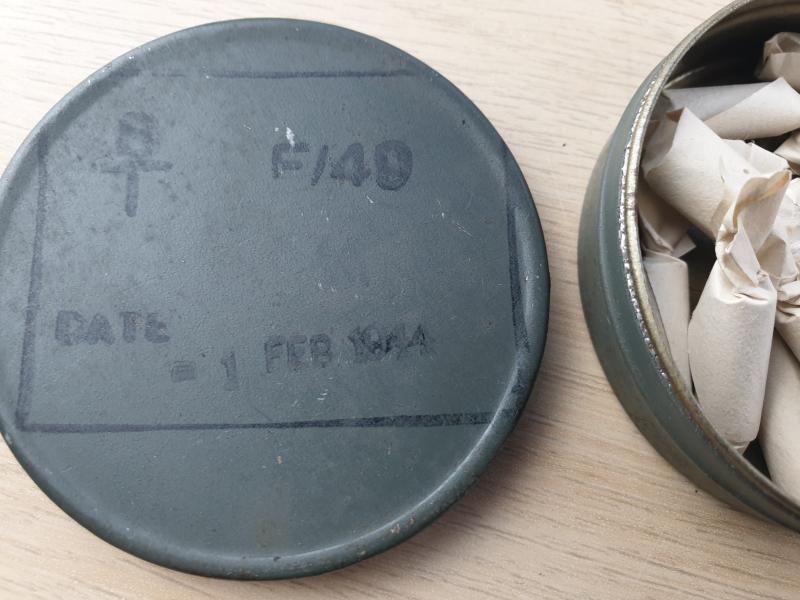 F/49
DATE
= 1 FEB 1944